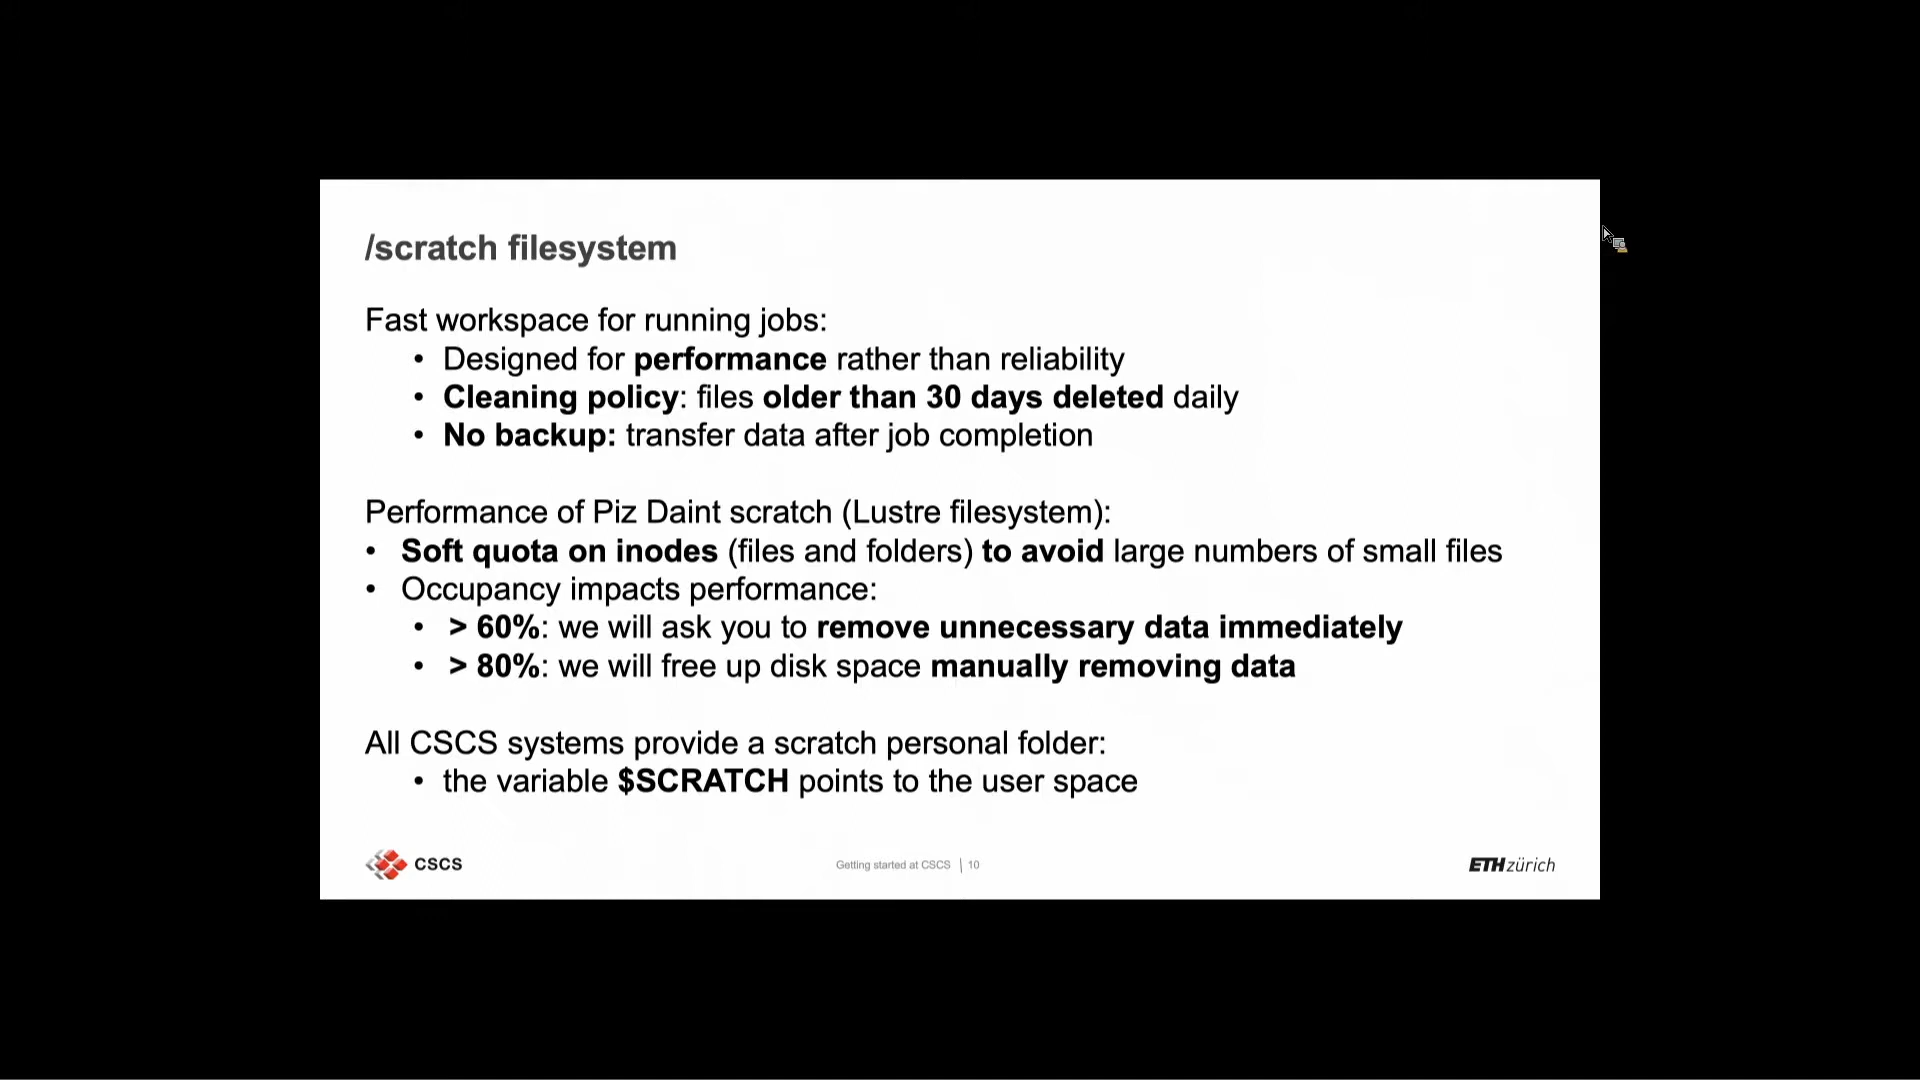 /scratch filesystem
Fast workspace for running jobs:
• Designed for performance rather than reliability
• Cleaning policy: files older than 30 days deleted daily
• No backup: transfer data after job completion
Performance of Piz Daint scratch (Lustre filesystem):
• Soft quota on inodes (files and folders) to avoid large numbers of small files
• Occupancy impacts performance:
• > 60%: we will ask you to remove unnecessary data immediately
• > 80%: we will free up disk space manually removing data
All CSCS systems provide a scratch personal folder:
• the variable $SCRATCH points to the user space
CSCS
Getting started at CSCS | 10
ETH zürich